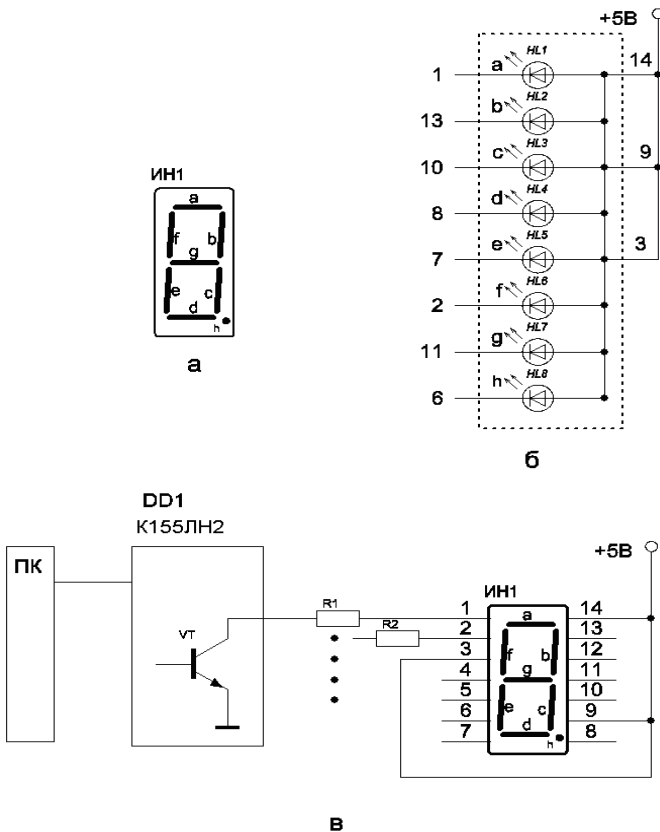 +5В
HL1
1 a 14
HL2
13 b
HL3
10 c 9
HL4
8 d
HL5
7 e 3
HL6
2 f
HL7
11 g
HL8
6 h
б
ИН1
a
f b
g
e c
d
h
а
DD1
К155ЛН2
ПК
VT
R1
R2
+5В
ИН1
1 a 14
2 13
3 f b 12
4 g 11
5 10
6 e c 9
7 d h 8
в